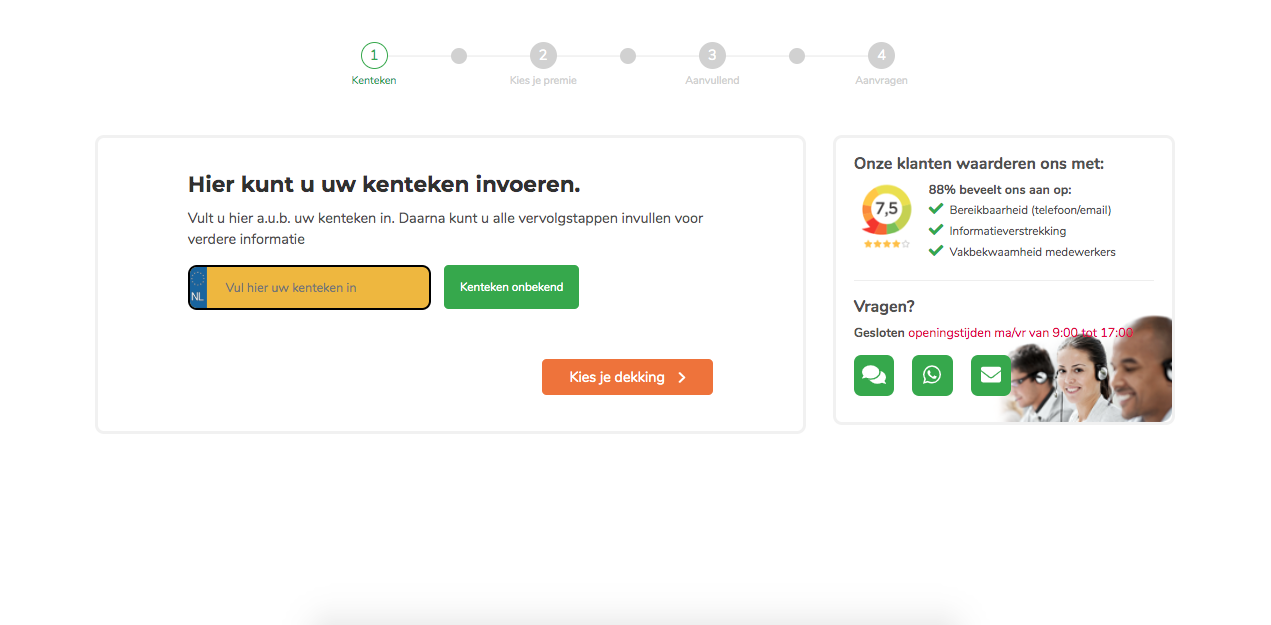 1
2
3
4
Kenteken
Kies je premie
Aanvullend
Aanvragen
Hier kunt u uw kenteken invoeren.
Vult u hier a.u.b. uw kenteken in. Daarna kunt u alle vervolgstappen invullen voor
verdere informatie
NL
Vul hier uw kenteken in
Kenteken onbekend
Kies je dekking
Onze klanten waarderen ons met:
7,5
88% beveelt ons aan op:
Bereikbaarheid (telefoon/email)
Informatieverstrekking
Vakbekwaamheid medewerkers
Vragen?
Gesloten openingstijden ma/vr van 9:00 tot 17:00